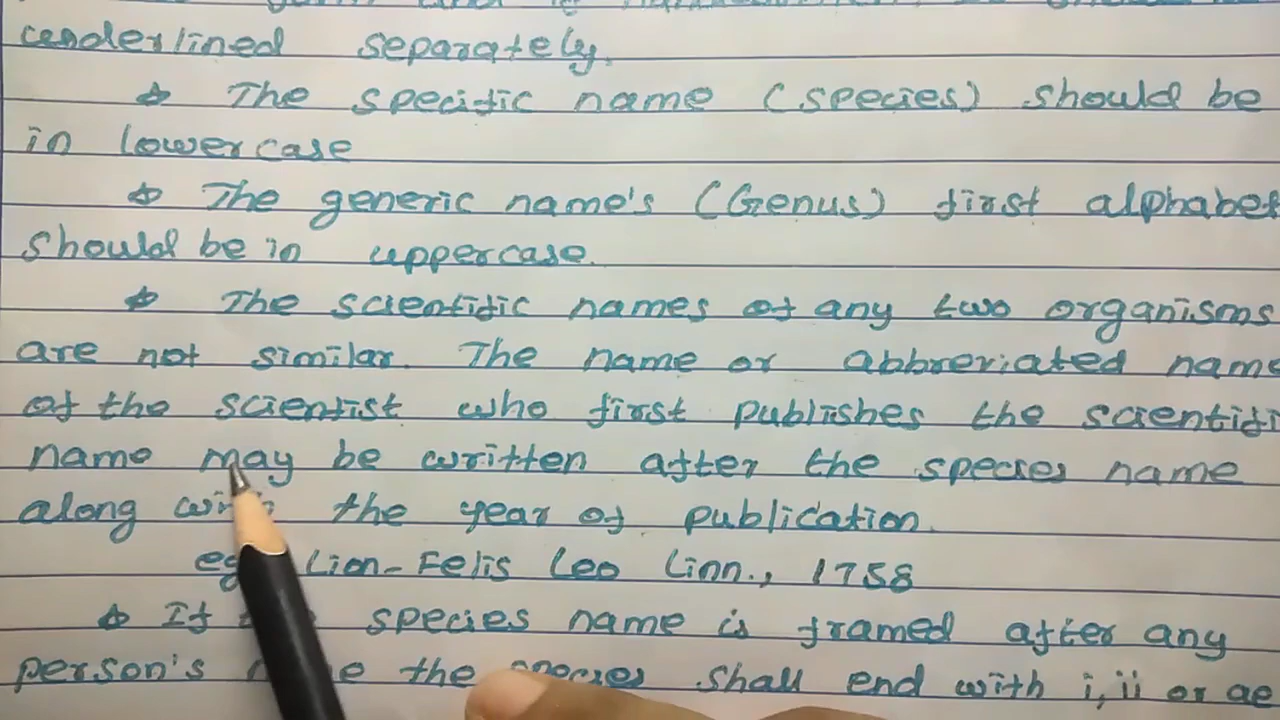 underlined separately.
The specific name (species) should be
in lowercase
The generic name's (Genus) first alphabet
should be in uppercase.
The scientific names of any two organisms
are not similar. The name or abbreviated name
of the scientist who first publishes the scientifi
name may be written after the species name
along with the year of publication.
eg Lion - Felis Leo Linn., 1758
If species name is framed after any
person's the species shall end with i, ii or ae